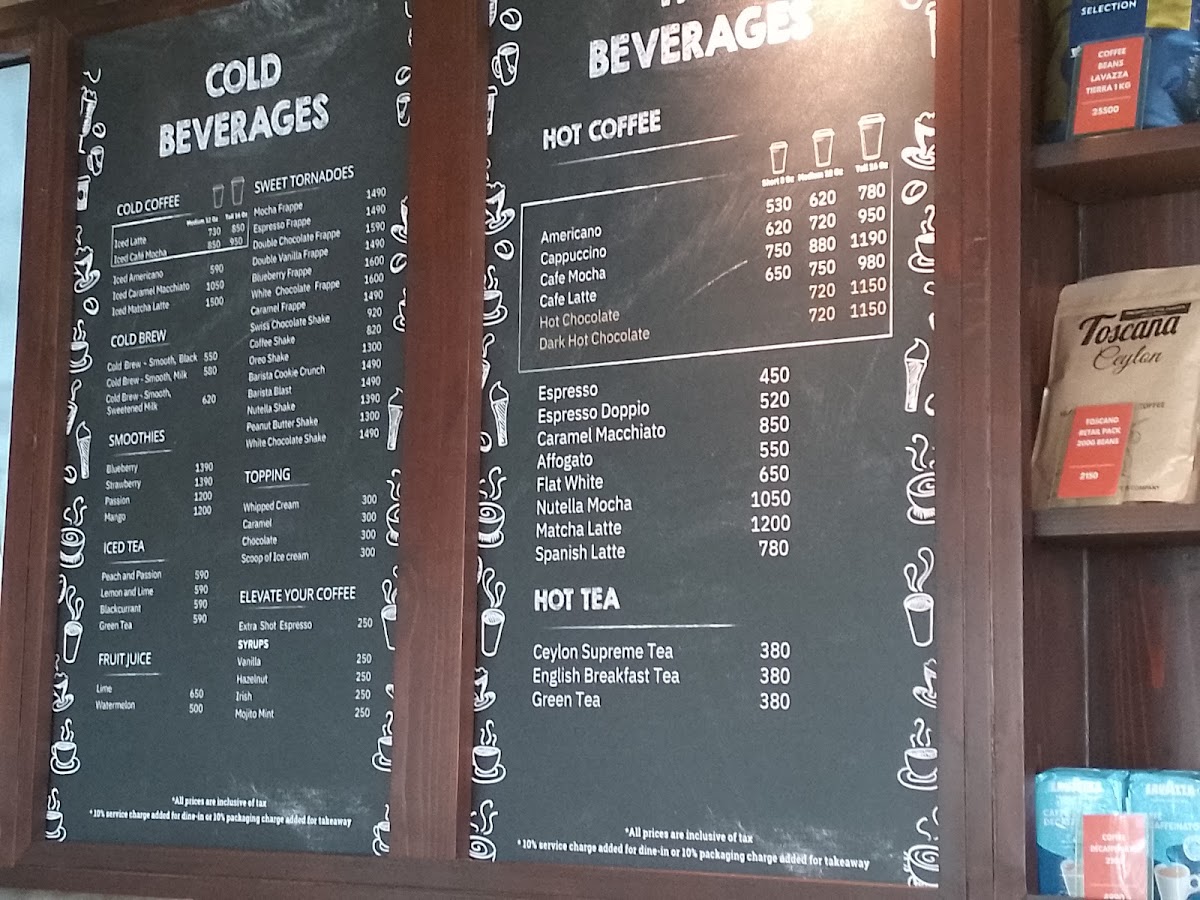 COLD
BEVERAGES
COLD COFFEE
Medium 12 Oz Tall 16 Oz
Iced Latte 730 850
Iced Café Mocha 850 950
Iced Americano 590
Iced Caramel Macchiato 1050
Iced Matcha Latte 1500
COLD BREW
Cold Brew - Smooth, Black 550
Cold Brew - Smooth, Milk 580
Cold Brew - Smooth,
Sweetened Milk 620
SMOOTHIES
Blueberry 1390
Strawberry 1390
Passion 1200
Mango 1200
ICED TEA
Peach and Passion 590
Lemon and Lime 590
Blackcurrant 590
Green Tea 590
FRUIT JUICE
Lime 650
Watermelon 500
SWEET TORNADOES
Mocha Frappe 1490
Espresso Frappe 1490
Double Chocolate Frappe 1590
Double Vanilla Frappe 1490
Blueberry Frappe 1600
White Chocolate Frappe 1600
Caramel Frappe 1490
Swiss Chocolate Shake 920
Coffee Shake 820
Oreo Shake 1300
Barista Cookie Crunch 1490
Barista Blast 1490
Nutella Shake 1390
Peanut Butter Shake 1300
White Chocolate Shake 1490
TOPPING
Whipped Cream 300
Caramel 300
Chocolate 300
Scoop of Ice cream 300
ELEVATE YOUR COFFEE
Extra Shot Espresso 250
SYRUPS
Vanilla 250
Hazelnut 250
Irish 250
Mojito Mint 250
*All prices are inclusive of tax
* 10% service charge added for dine-in or 10% packaging charge added for takeaway
BEVERAGES
HOT COFFEE
Short 8 Oz Medium 12 Oz Tall 16 Oz
Americano 530 620 780
Cappuccino 620 720 950
Cafe Mocha 750 880 1190
Cafe Latte 650 750 980
Hot Chocolate 720 1150
Dark Hot Chocolate 720 1150
Espresso 450
Espresso Doppio 520
Caramel Macchiato 850
Affogato 550
Flat White 650
Nutella Mocha 1050
Matcha Latte 1200
Spanish Latte 780
HOT TEA
Ceylon Supreme Tea 380
English Breakfast Tea 380
Green Tea 380
*All prices are inclusive of tax
* 10% service charge added for dine-in or 10% packaging charge added for takeaway
SELECTION
COFFEE
BEANS
LAVAZZA
TIERRA 1 KG
25500
Toscana
Ceylon
TOSCANO
RETAIL PACK
200G BEANS
2150
LAVAZZA
COFFEE